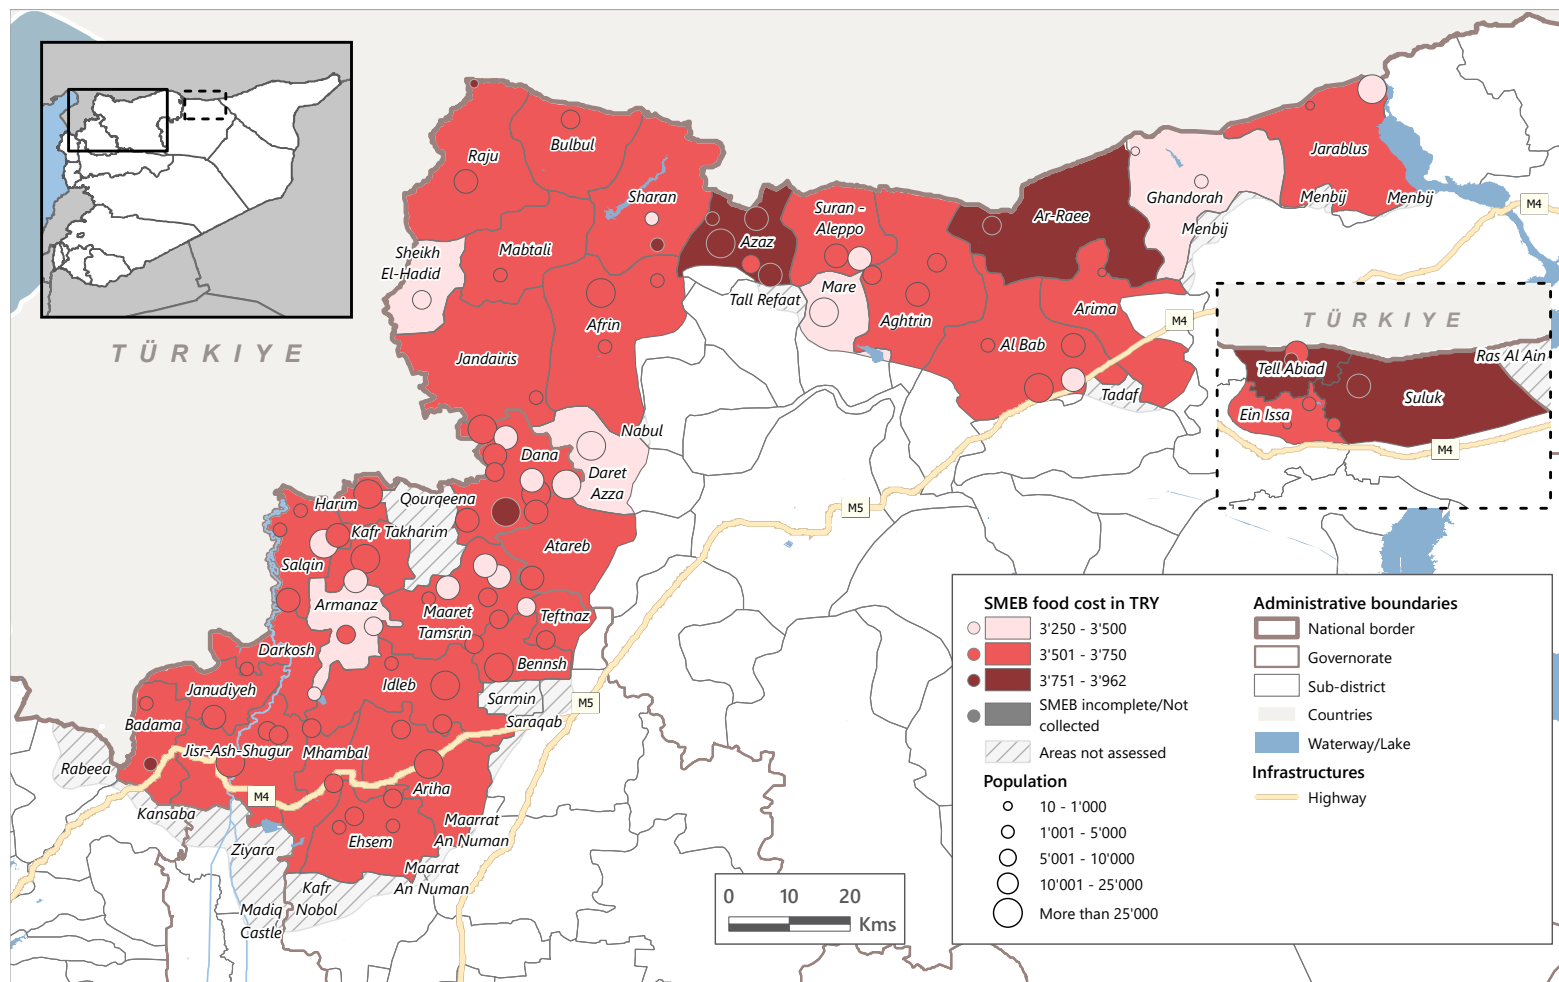 TÜRKIYE
Raju
Bulbul
Sharan
Sheikh
El-Hadid
Mabtali
Afrin
Jandairis
Azaz
Tall Refaat
Suran -
Aleppo
Mare
Aghtrin
Ar-Raee
Ghandorah
Menbij
Jarablus
Menbij
Menbij
M4
Arima
Al Bab
M4
Tadaf
TÜRKIYE
Ras Al Ain
Tell Abiad
Suluk
Ein Issa
M4
Nabul
Dana
Daret
Azza
Harim
Qourqeena
Kafr Takharim
Salqin
Atareb
Armanaz
Maaret
Tamsrin
Teftnaz
Darkosh
Bennsh
Janudiyeh
Idleb
Sarmin
Saraqab
M5
M5
Badama
Jisr-Ash-Shugur
Mhambal
Rabeea
M4
Ariha
Kansaba
Maarrat
An Numan
Ziyara
Ehsem
Maarrat
An Numan
Kafr
Nobol
Madiq
Castle
0 10 20
Kms
SMEB food cost in TRY
3'250 - 3'500
3'501 - 3'750
3'751 - 3'962
SMEB incomplete/Not
collected
Areas not assessed
Population
10 - 1'000
1'001 - 5'000
5'001 - 10'000
10'001 - 25'000
More than 25'000
Administrative boundaries
National border
Governorate
Sub-district
Countries
Waterway/Lake
Infrastructures
Highway